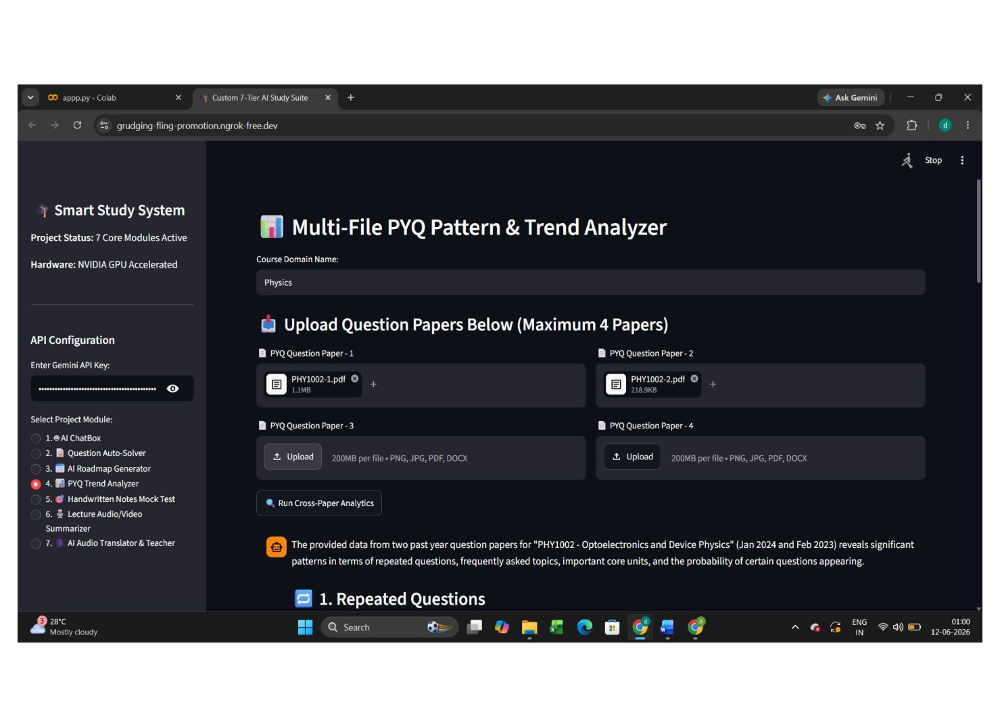 appp.py - Colab
Custom 7-Tier AI Study Suite
Ask Gemini
grudging-fling-promotion.ngrok-free.dev
d
Stop
Smart Study System
Project Status: 7 Core Modules Active
Hardware: NVIDIA GPU Accelerated
API Configuration
Enter Gemini API Key:
Select Project Module:
1. AI ChatBox
2. Question Auto-Solver
3. AI Roadmap Generator
4. PYQ Trend Analyzer
5. Handwritten Notes Mock Test
6. Lecture Audio/Video
Summarizer
7. AI Audio Translator & Teacher
Multi-File PYQ Pattern & Trend Analyzer
Course Domain Name:
Physics
Upload Question Papers Below (Maximum 4 Papers)
PYQ Question Paper - 1
PHY1002-1.pdf
1.1MB
PYQ Question Paper - 2
PHY1002-2.pdf
218.9KB
PYQ Question Paper - 3
Upload
200MB per file • PNG, JPG, PDF, DOCX
PYQ Question Paper - 4
Upload
200MB per file • PNG, JPG, PDF, DOCX
Run Cross-Paper Analytics
The provided data from two past year question papers for "PHY1002 - Optoelectronics and Device Physics" (Jan 2024 and Feb 2023) reveals significant
patterns in terms of repeated questions, frequently asked topics, important core units, and the probability of certain questions appearing.
1. Repeated Questions
3
28°C
Mostly cloudy
Search
ENG
IN
01:00
12-06-2026